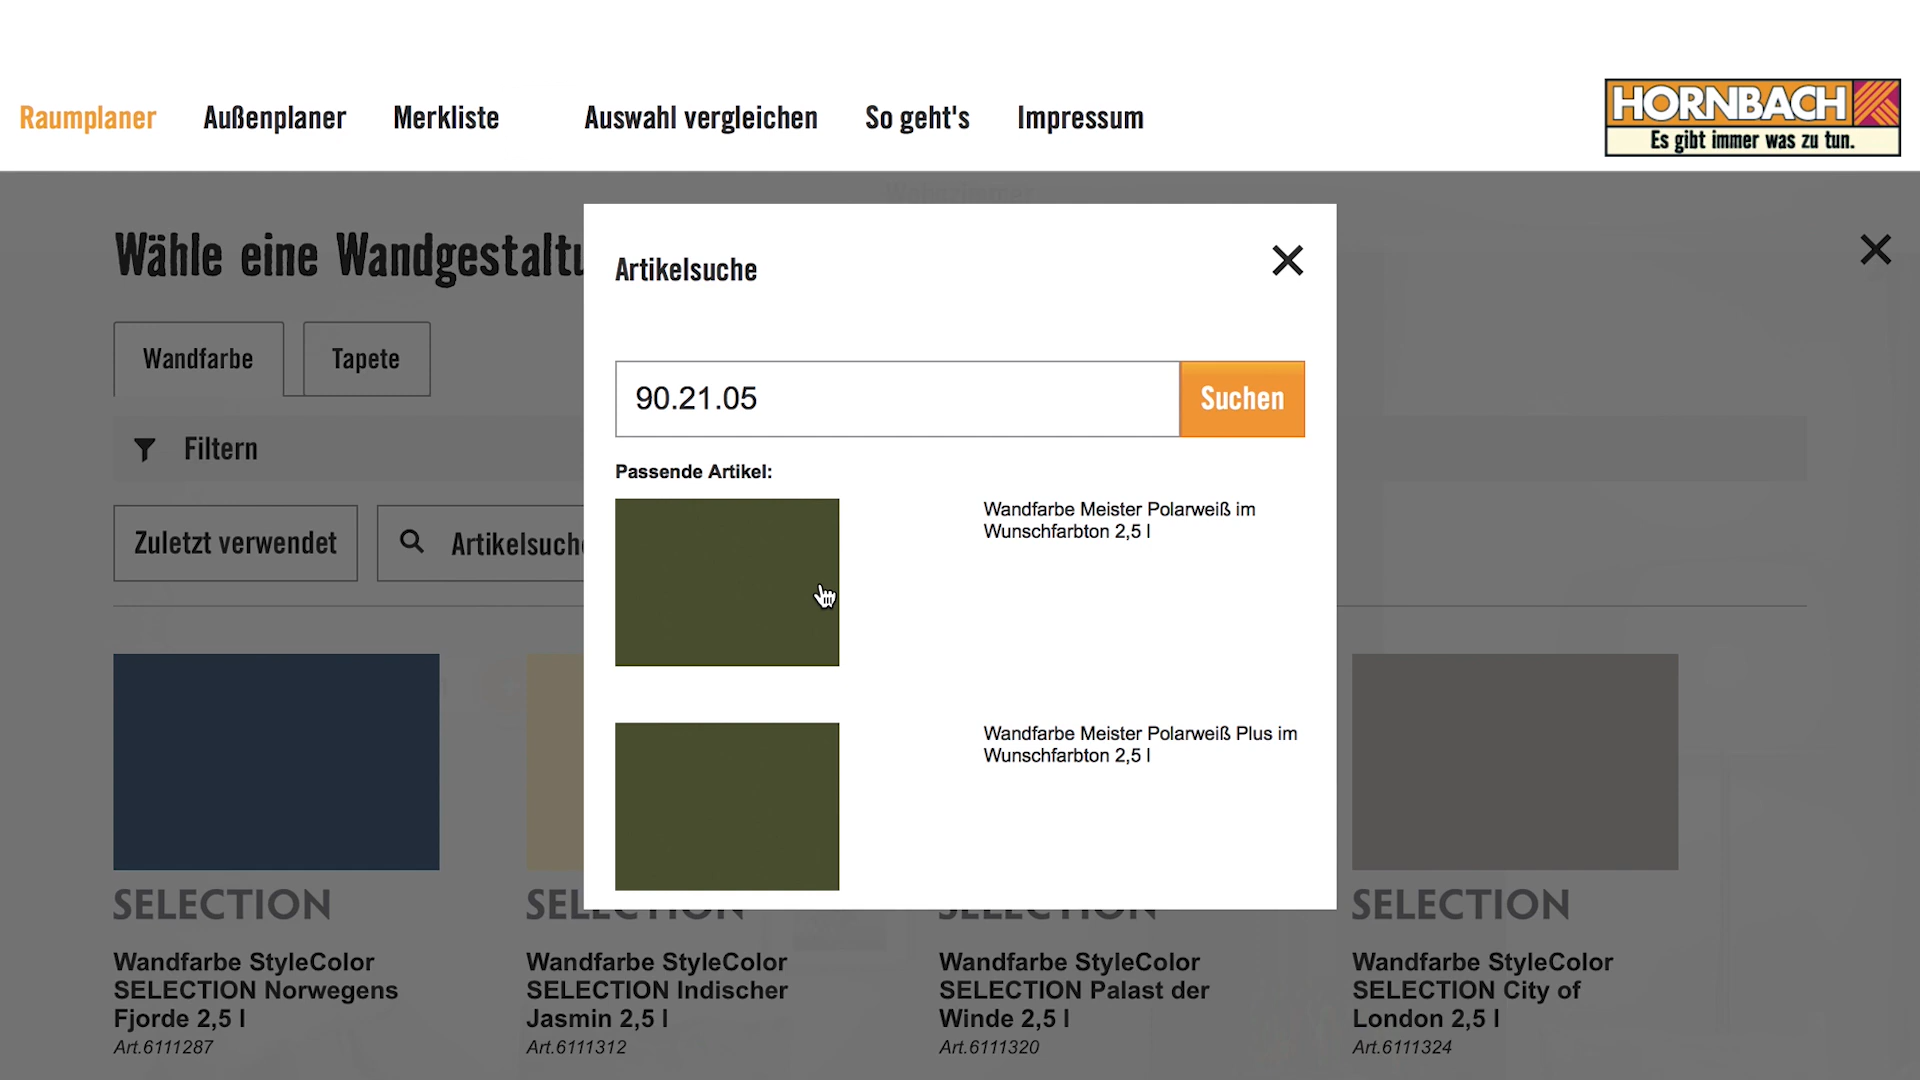 Raumplaner Außenplaner Merkliste Auswahl vergleichen So geht's Impressum
HORNBACH
Es gibt immer was zu tun.
Wähle eine
Artikelsuche
Wandfarbe Tapete
90.21.05 Suchen
Filtern
Passende Artikel:
Wandfarbe Meister Polarweiß im
Wunschfarbton 2,5 l
Zuletzt verwendet
Wandfarbe Meister Polarweiß Plus im
Wunschfarbton 2,5 l
SELECTION SELECTION SELECTION SELECTION
Wandfarbe StyleColor
SELECTION Norwegens
Fjorde 2,5 l
Art.6111287
Wandfarbe StyleColor
SELECTION Indischer
Jasmin 2,5 l
Art.6111312
Wandfarbe StyleColor
SELECTION Palast der
Winde 2,5 l
Art.6111320
Wandfarbe StyleColor
SELECTION City of
London 2,5 l
Art.6111324